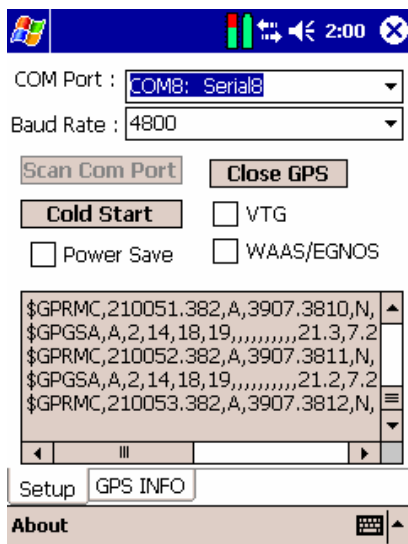 2:00
COM Port : COM8: Serial8
Baud Rate : 4800
Scan Com Port Close GPS
Cold Start VTG
Power Save WAAS/EGNOS
$GPRMC,210051.382,A,3907.3810,N,
$GPGSA,A,2,14,18,19,,,,,,,,,,21.3,7.2
$GPRMC,210052.382,A,3907.3811,N,
$GPGSA,A,2,14,18,19,,,,,,,,,,21.2,7.2
$GPRMC,210053.382,A,3907.3812,N,
Setup GPS INFO
About